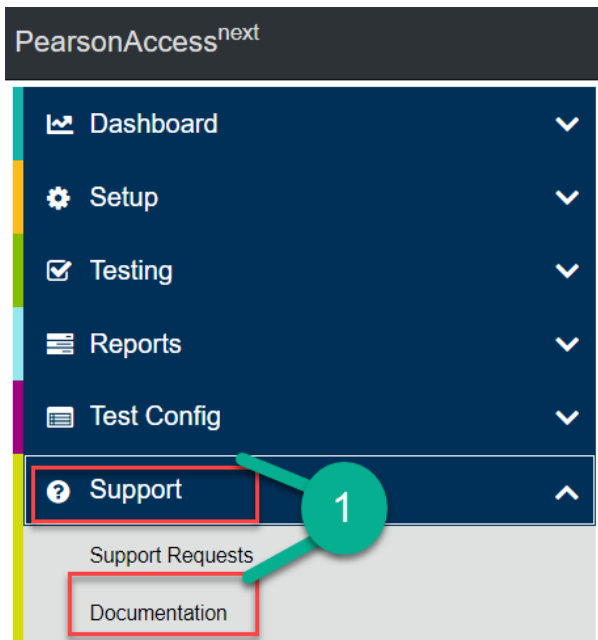 PearsonAccessnext
Dashboard
Setup
Testing
Reports
Test Config
Support
1
Support Requests
Documentation